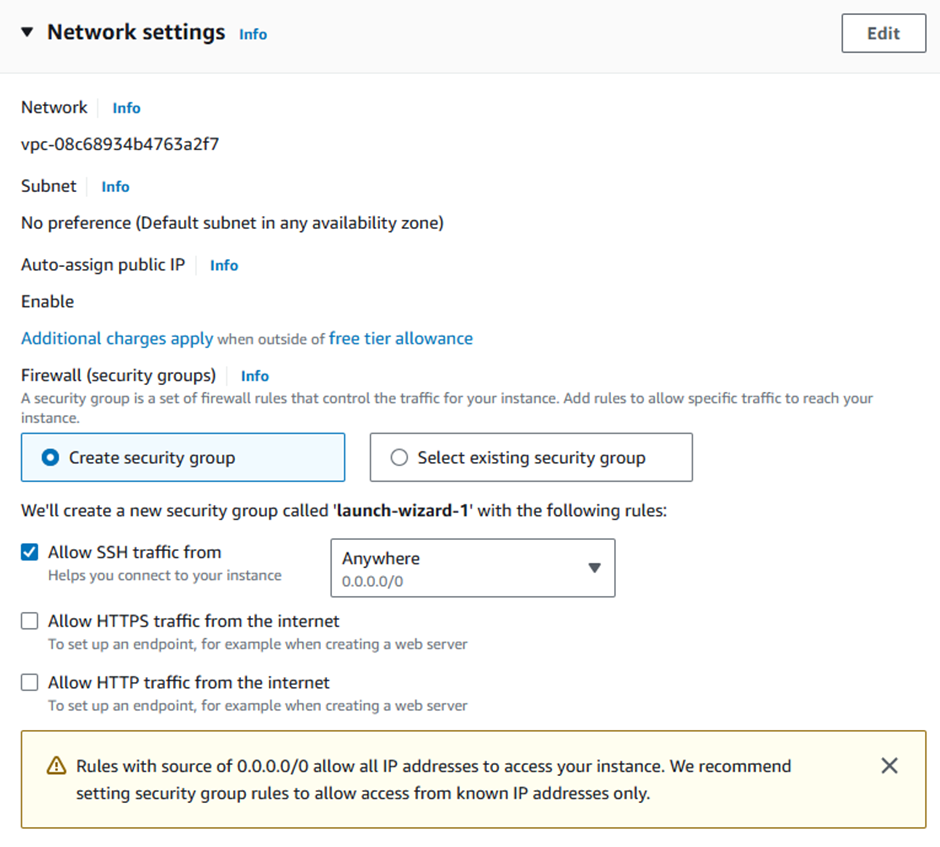 Network settings Info
Edit
Network Info
vpc-08c68934b4763a2f7
Subnet Info
No preference (Default subnet in any availability zone)
Auto-assign public IP Info
Enable
Additional charges apply when outside of free tier allowance
Firewall (security groups) Info
A security group is a set of firewall rules that control the traffic for your instance. Add rules to allow specific traffic to reach your
instance.
Create security group
Select existing security group
We'll create a new security group called 'launch-wizard-1' with the following rules:
Allow SSH traffic from
Helps you connect to your instance
Anywhere
0.0.0.0/0
Allow HTTPS traffic from the internet
To set up an endpoint, for example when creating a web server
Allow HTTP traffic from the internet
To set up an endpoint, for example when creating a web server
Rules with source of 0.0.0.0/0 allow all IP addresses to access your instance. We recommend
setting security group rules to allow access from known IP addresses only.